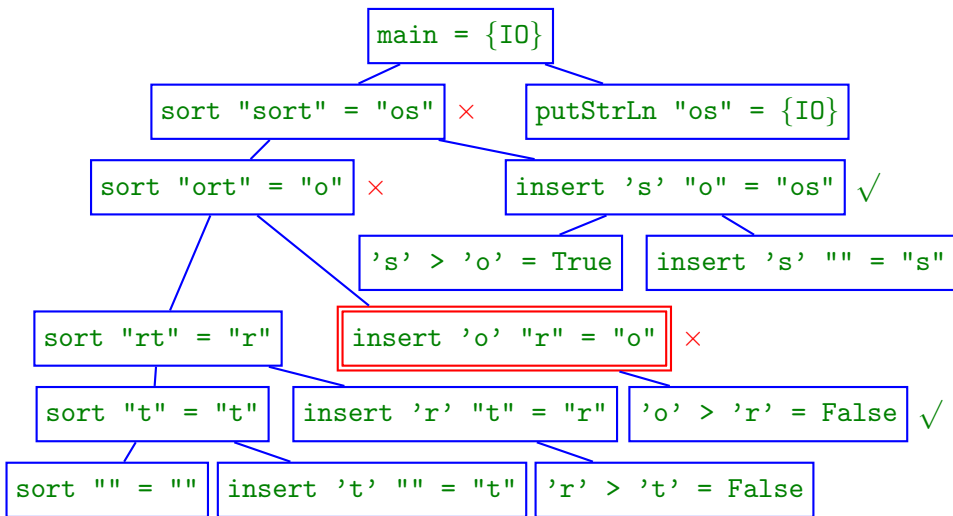 main = {IO}
sort "sort" = "os" ×
putStrLn "os" = {IO}
sort "ort" = "o" ×
insert 's' "o" = "os" √
's' > 'o' = True
insert 's' "" = "s"
sort "rt" = "r"
insert 'o' "r" = "o" ×
sort "t" = "t"
insert 'r' "t" = "r"
'o' > 'r' = False √
sort "" = ""
insert 't' "" = "t"
'r' > 't' = False